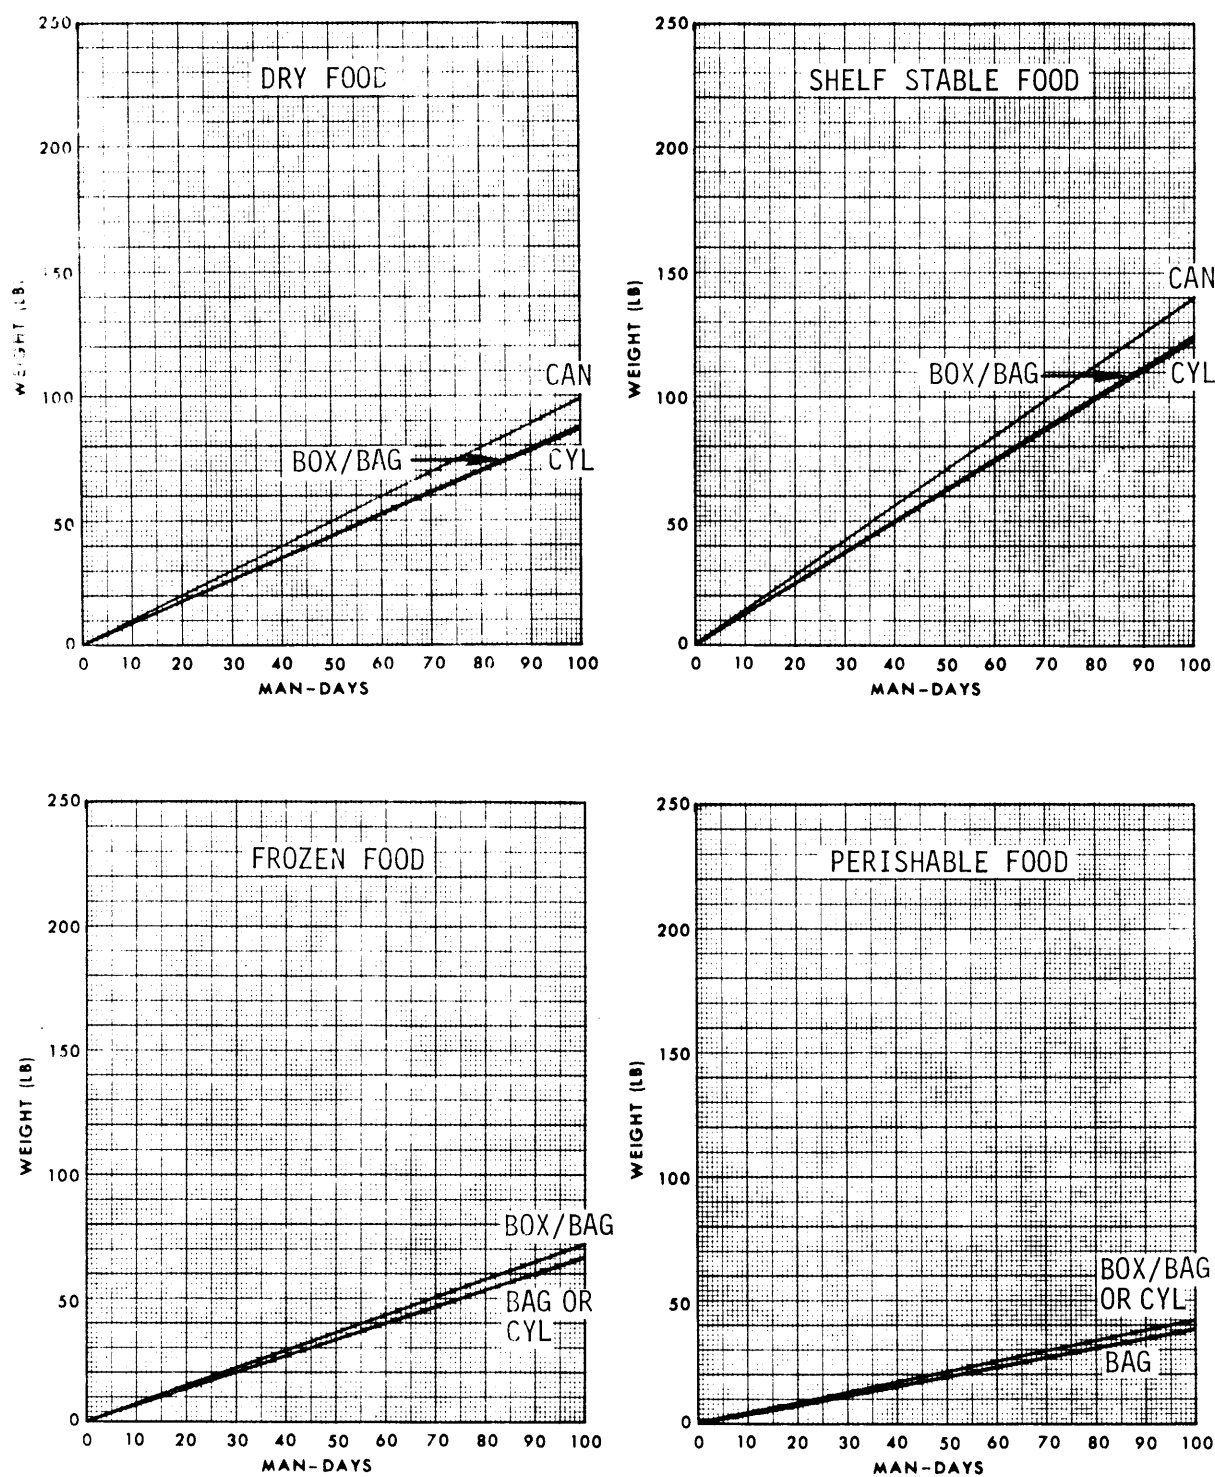 250
DRY FOOD
200
50
WEIGHT (LB.
CAN
100
BOX/BAG
CYL
50
0
0 10 20 30 40 50 60 70 80 90 100
MAN-DAYS
250
SHELF STABLE FOOD
200
150
CAN
WEIGHT (LB)
BOX/BAG
CYL
100
50
0
0 10 20 30 40 50 60 70 80 90 100
MAN-DAYS
250
FROZEN FOOD
200
150
WEIGHT (LB)
100
BOX/BAG
50
BAG OR
CYL
0
0 10 20 30 40 50 60 70 80 90 100
MAN-DAYS
250
PERISHABLE FOOD
200
150
WEIGHT (LB)
100
BOX/BAG
OR CYL
50
BAG
0
0 10 20 30 40 50 60 70 80 90 100
MAN-DAYS